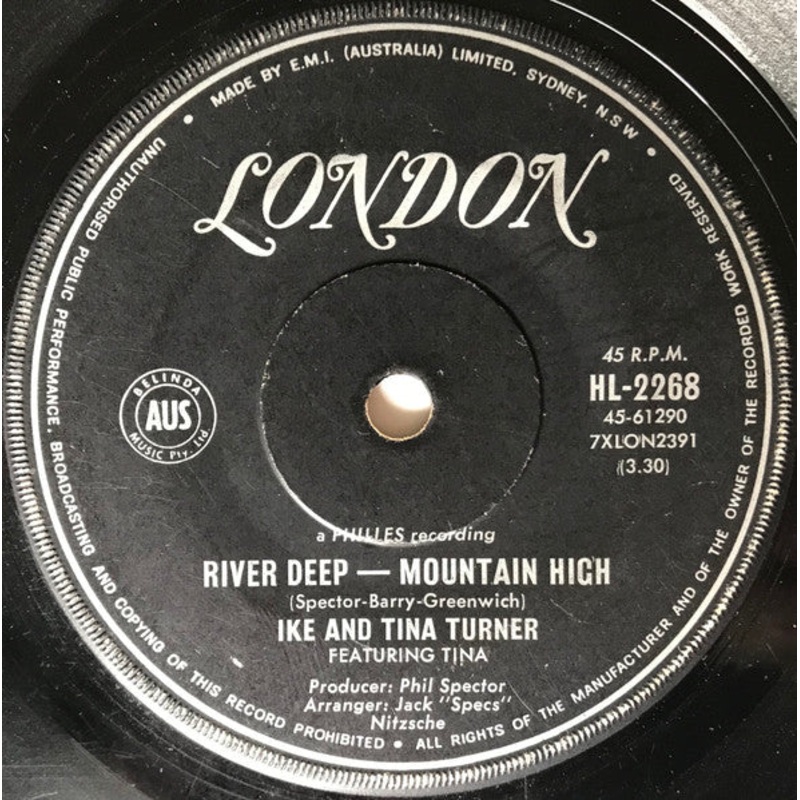 MADE BY E.M.I. (AUSTRALIA) LIMITED, SYDNEY, N.S.W •
LONDON
BELINDA
AUS
MUSIC Pty. Ltd
45 R.P.M.
HL-2268
45-61290
7XLON2391
(3.30)
a PHILLES recording
RIVER DEEP — MOUNTAIN HIGH
(Spector-Barry-Greenwich)
IKE AND TINA TURNER
FEATURING TINA
Producer: Phil Spector
Arranger: Jack "Specs"
Nitzsche
UNAUTHORISED PUBLIC PERFORMANCE, BROADCASTING AND COPYING OF THIS RECORD PROHIBITED • ALL RIGHTS OF THE MANUFACTURER AND OF THE OWNER OF THE RECORDED WORK RESERVED •